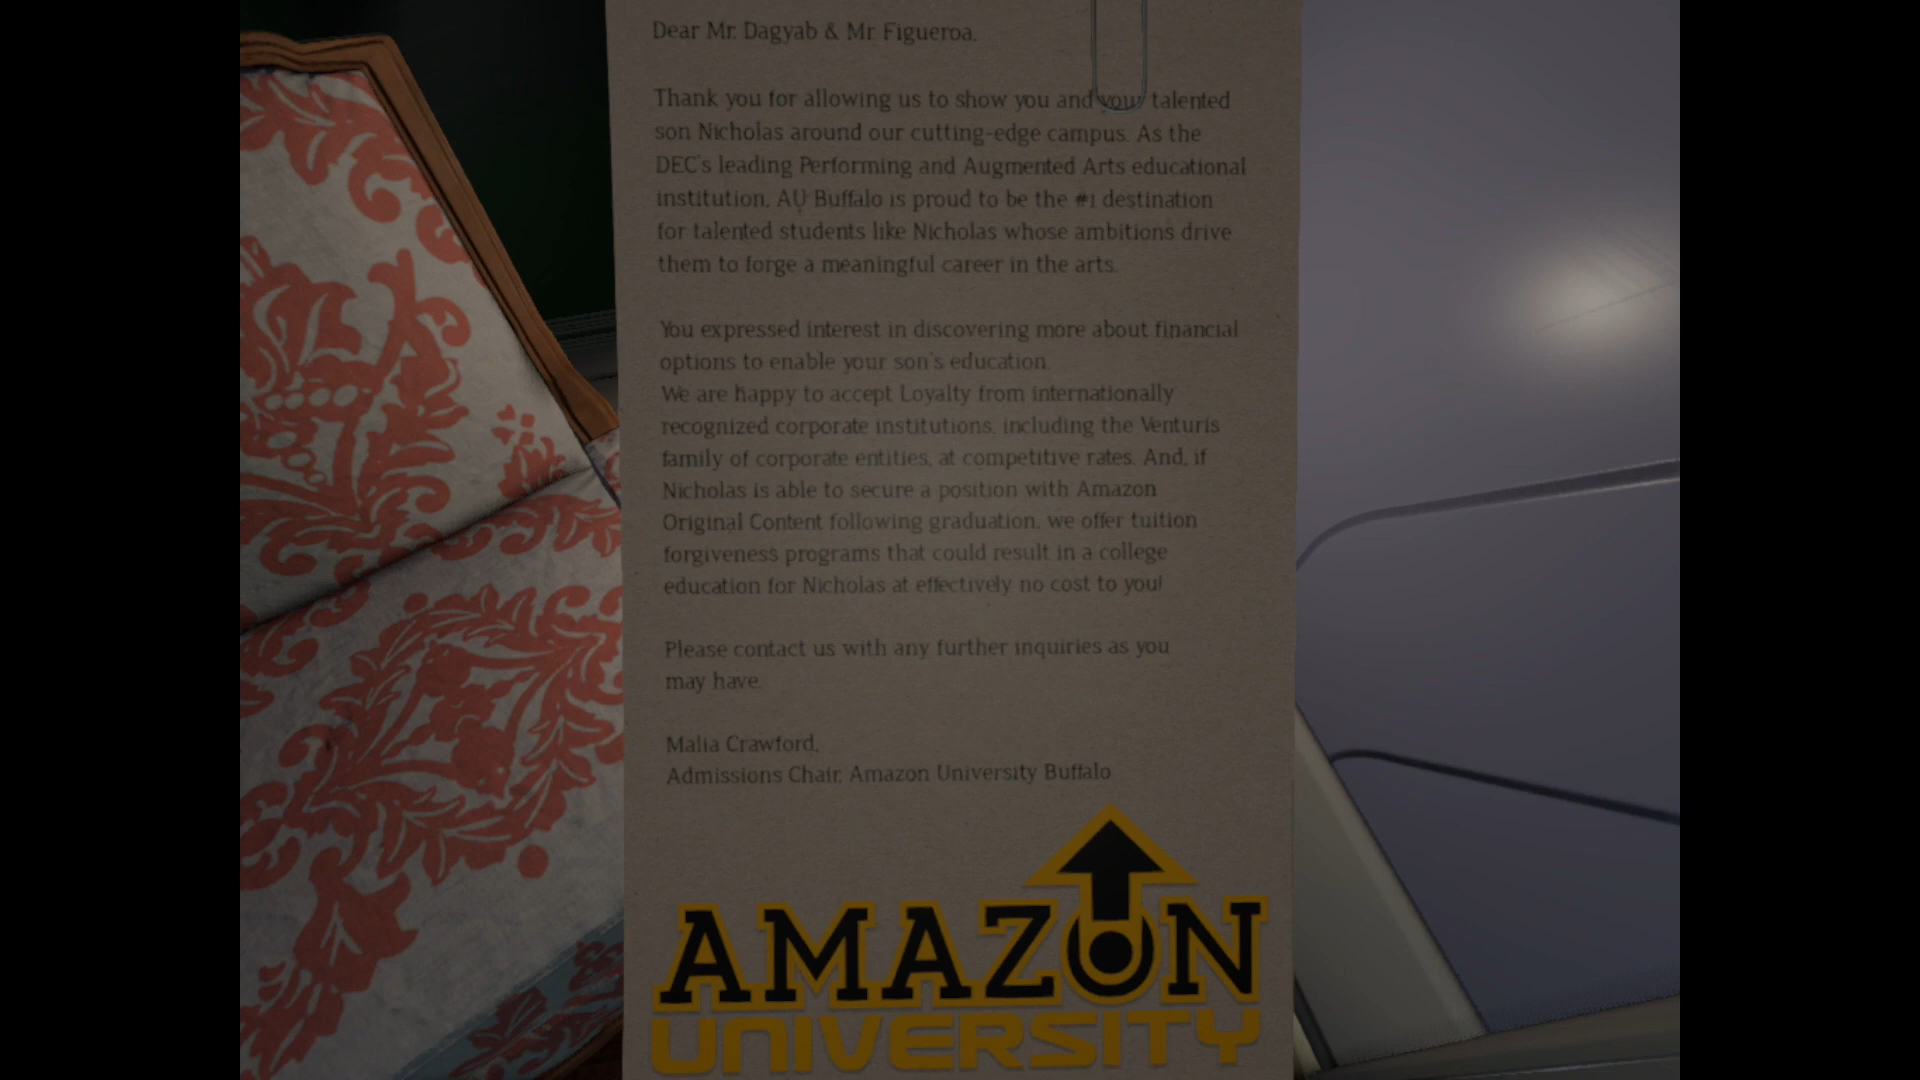 Dear Mr. Dagyab & Mr. Figueroa,
Thank you for allowing us to show you and your talented
son Nicholas around our cutting-edge campus. As the
DEC's leading Performing and Augmented Arts educational
institution, AU Buffalo is proud to be the #1 destination
for talented students like Nicholas whose ambitions drive
them to forge a meaningful career in the arts.
You expressed interest in discovering more about financial
options to enable your son's education.
We are happy to accept Loyalty from internationally
recognized corporate institutions, including the Venturis
family of corporate entities, at competitive rates. And, if
Nicholas is able to secure a position with Amazon
Original Content following graduation, we offer tuition
forgiveness programs that could result in a college
education for Nicholas at effectively no cost to you!
Please contact us with any further inquiries as you
may have.
Malia Crawford,
Admissions Chair, Amazon University Buffalo
AMAZON
UNIVERSITY